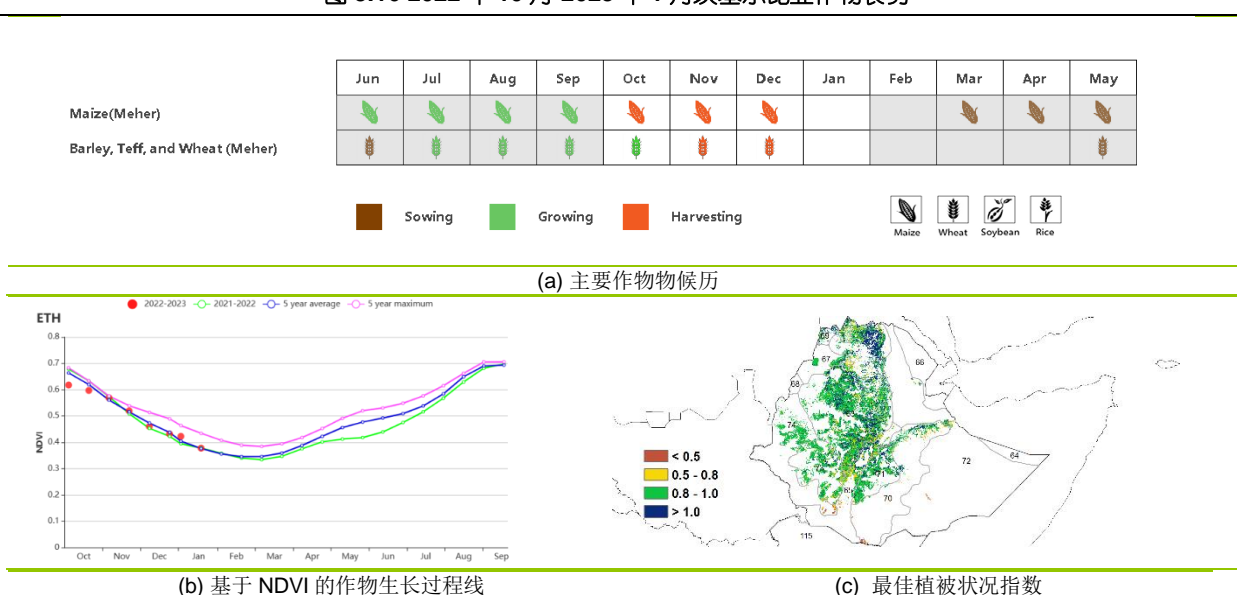 Jun Jul Aug Sep Oct Nov Dec Jan Feb Mar Apr May
Maize(Meher)
Barley, Teff, and Wheat (Meher)
Sowing Growing Harvesting
Maize Wheat Soybean Rice
(a) 主要作物物候历
2022-2023 2021-2022 5 year average 5 year maximum
ETH
0.8
0.7
0.6
0.5
0.4
0.3
0.2
0.1
0
NDVI
Oct Nov Dec Jan Feb Mar Apr May Jun Jul Aug Sep
69
67
66
68
74
72
64
71
65
70
115
< 0.5
0.5 - 0.8
0.8 - 1.0
> 1.0
(b) 基于 NDVI 的作物生长过程线
(c) 最佳植被状况指数